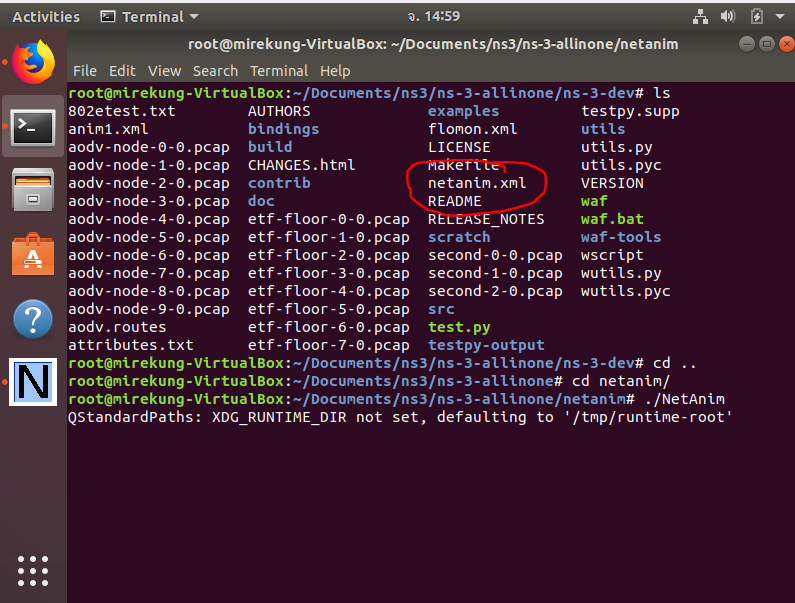 Activities Terminal จ. 14:59
root@mirekung-VirtualBox: ~/Documents/ns3/ns-3-allinone/netanim
File Edit View Search Terminal Help
root@mirekung-VirtualBox:~/Documents/ns3/ns-3-allinone/ns-3-dev# ls
802etest.txt AUTHORS examples testpy.supp
anim1.xml bindings flomon.xml utils
aodv-node-0-0.pcap build LICENSE utils.py
aodv-node-1-0.pcap CHANGES.html Makefile utils.pyc
aodv-node-2-0.pcap contrib netanim.xml VERSION
aodv-node-3-0.pcap doc README waf
aodv-node-4-0.pcap etf-floor-0-0.pcap RELEASE_NOTES waf.bat
aodv-node-5-0.pcap etf-floor-1-0.pcap scratch waf-tools
aodv-node-6-0.pcap etf-floor-2-0.pcap second-0-0.pcap wscript
aodv-node-7-0.pcap etf-floor-3-0.pcap second-1-0.pcap wutils.py
aodv-node-8-0.pcap etf-floor-4-0.pcap second-2-0.pcap wutils.pyc
aodv-node-9-0.pcap etf-floor-5-0.pcap src
aodv.routes etf-floor-6-0.pcap test.py
attributes.txt etf-floor-7-0.pcap testpy-output
root@mirekung-VirtualBox:~/Documents/ns3/ns-3-allinone/ns-3-dev# cd ..
root@mirekung-VirtualBox:~/Documents/ns3/ns-3-allinone# cd netanim/
root@mirekung-VirtualBox:~/Documents/ns3/ns-3-allinone/netanim# ./NetAnim
QStandardPaths: XDG_RUNTIME_DIR not set, defaulting to '/tmp/runtime-root'
N